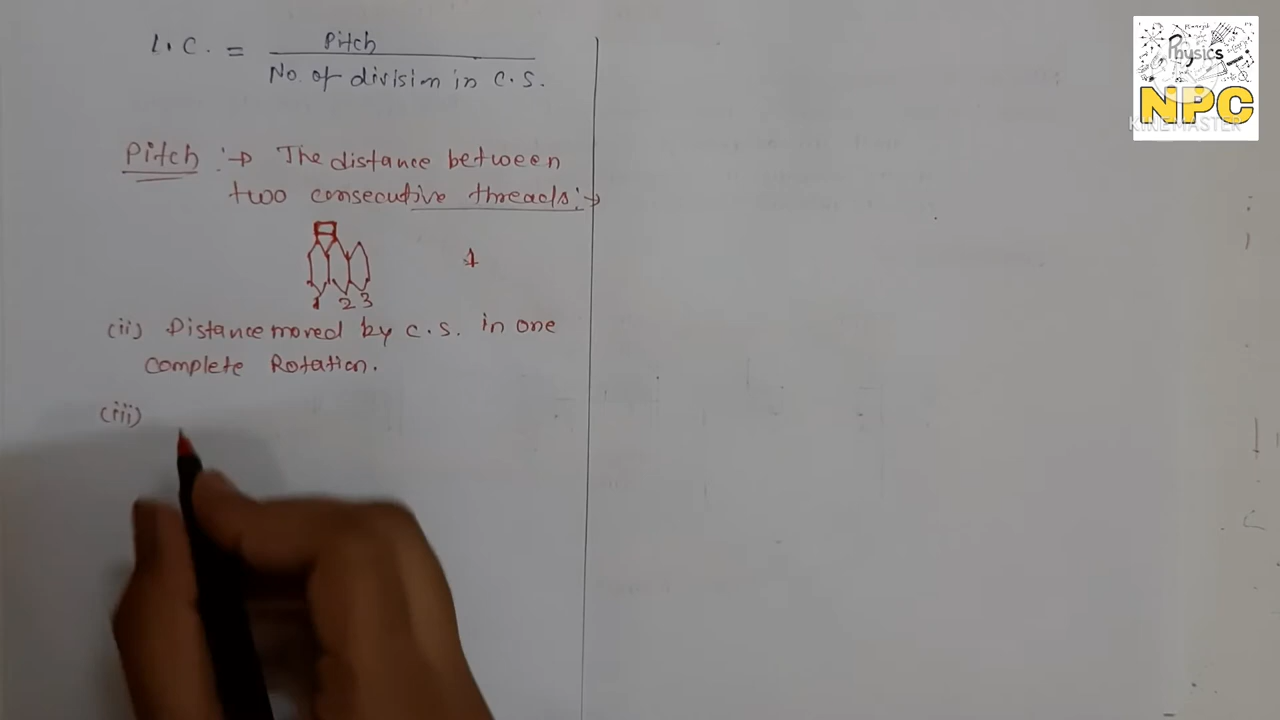 L.C. = Pitch
No. of division in C.S.
Pitch :→ The distance between
two consecutive threads:→
1
1 2 3
(ii) Distance moved by C.S. in one
Complete Rotation.
(iii)
Physics
NPC
KINEMASTER